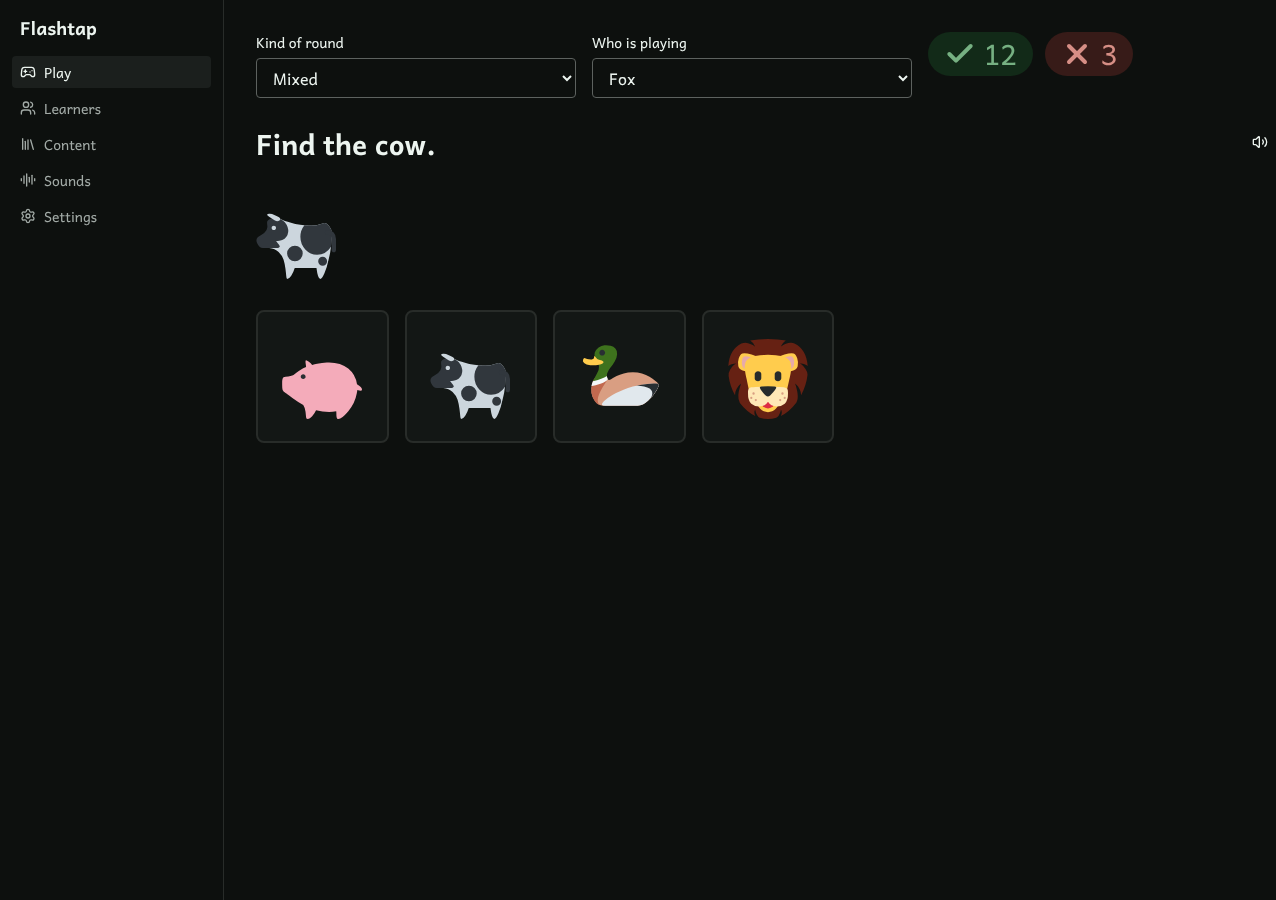 Flashtap
Play
Learners
Content
Sounds
Settings
Kind of round
Mixed
Who is playing
Fox
12
3
Find the cow.